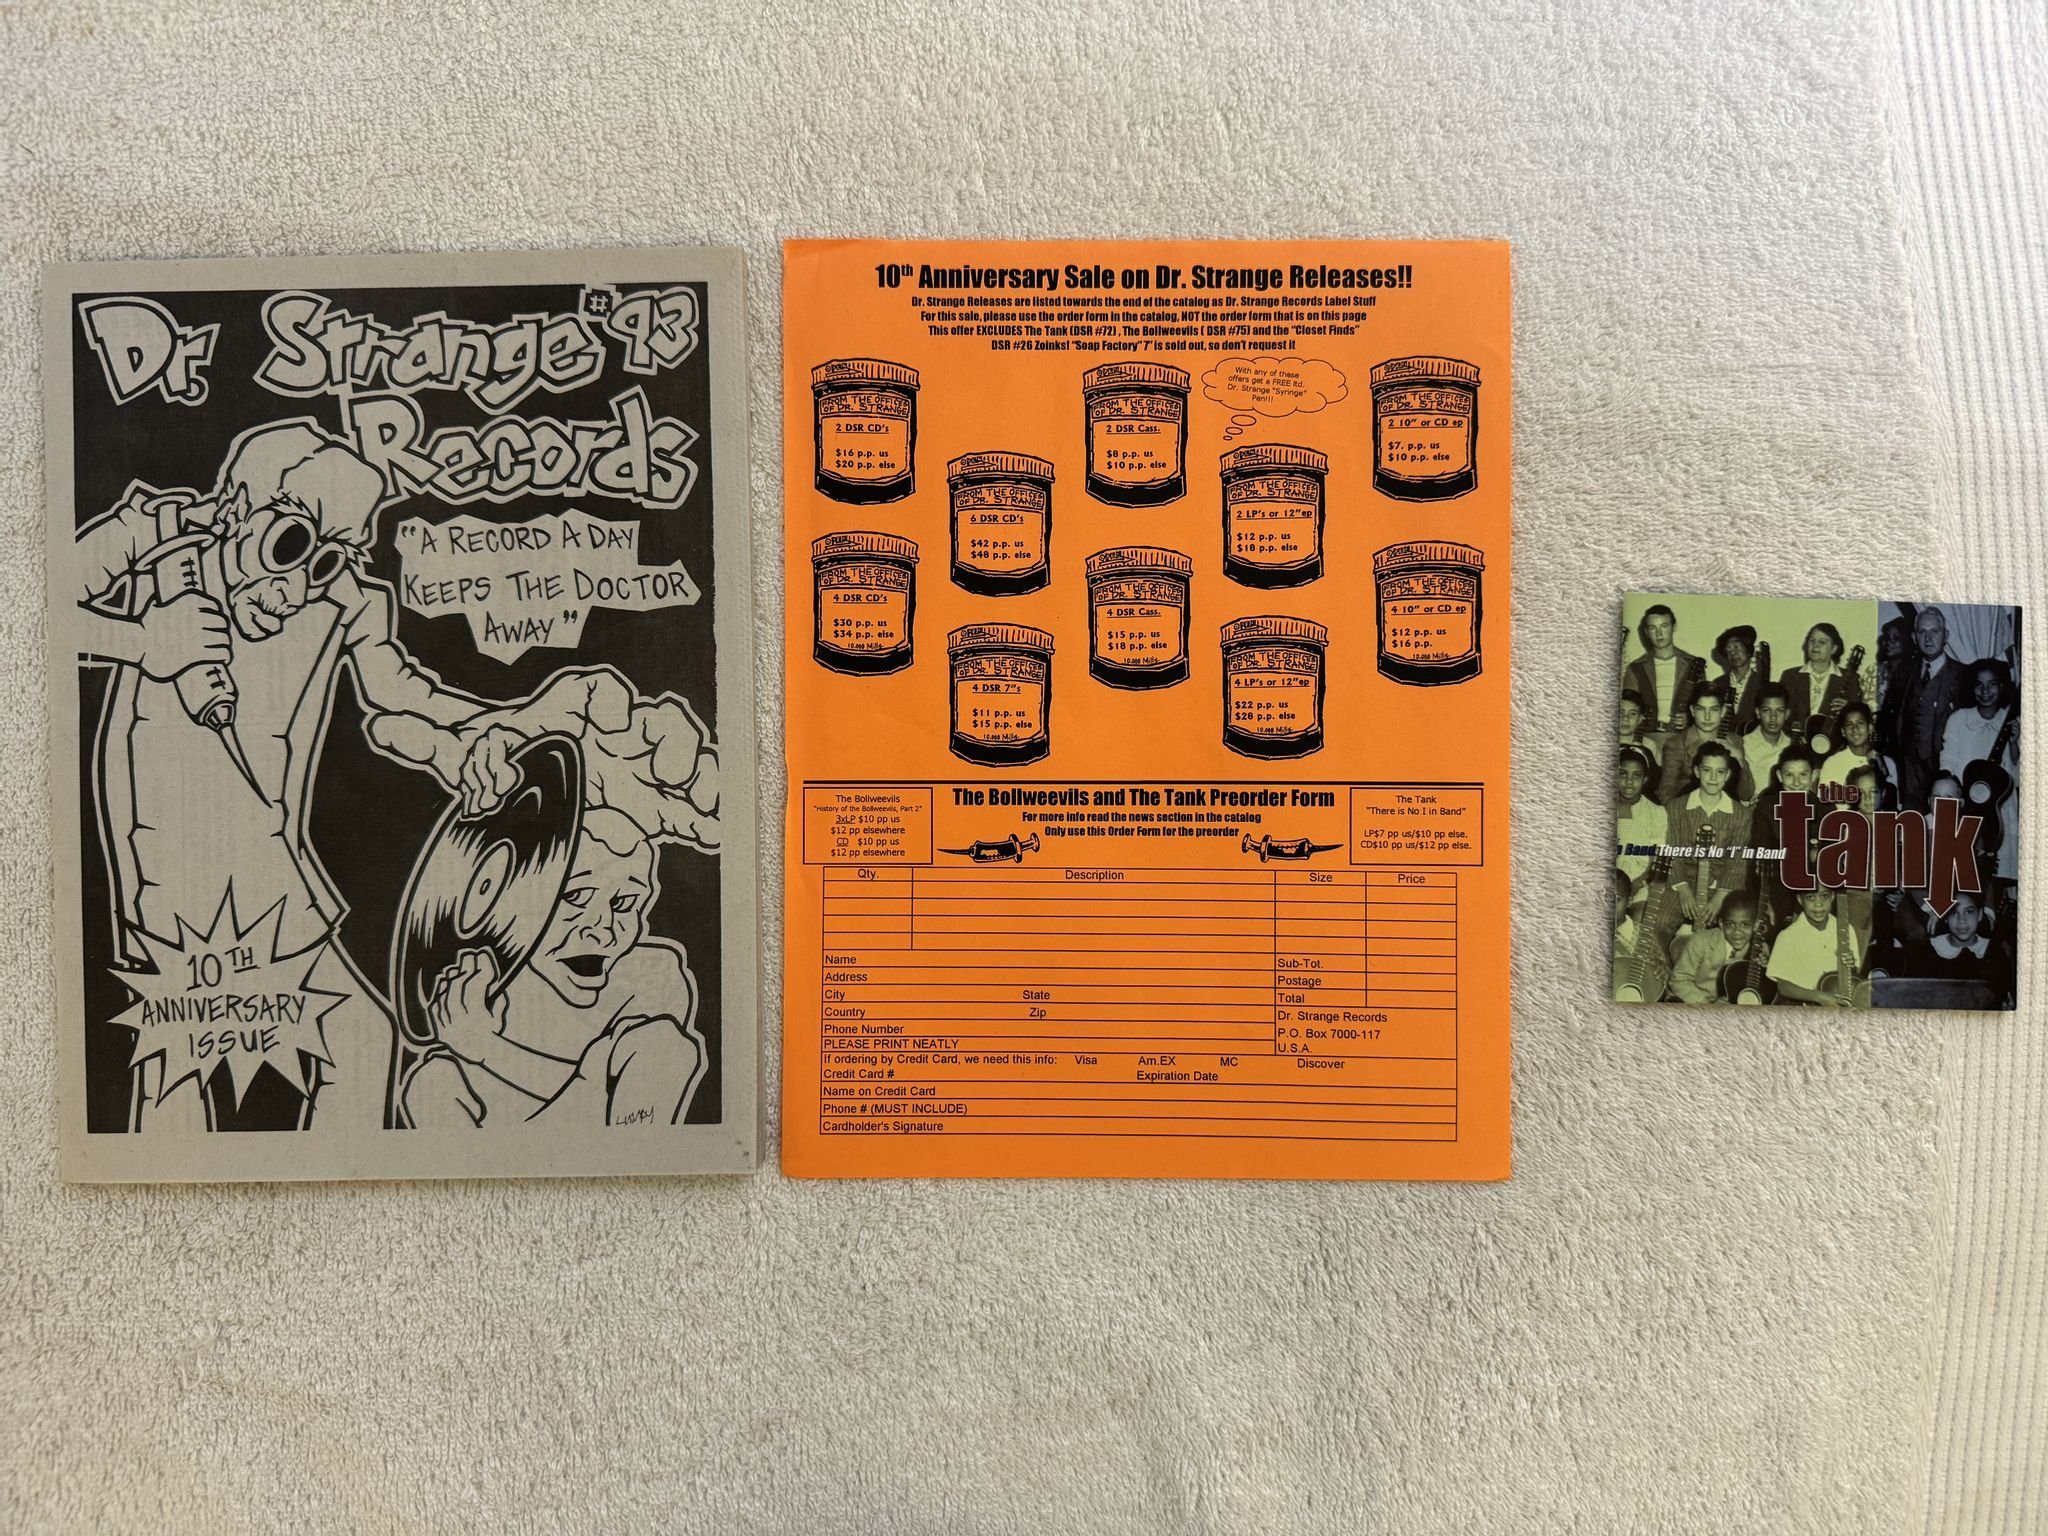 Dr. Strange #93
Records
"A RECORD A DAY
KEEPS THE DOCTOR
AWAY"
10TH
ANNIVERSARY
ISSUE
LUMPY
10th Anniversary Sale on Dr. Strange Releases!!
Dr. Strange Releases are listed towards the end of the catalog as Dr. Strange Records Label Stuff
For this sale, please use the order form in the catalog, NOT the order form that is on this page
This offer EXCLUDES The Tank (DSR #72) , The Bollweevils ( DSR #75) and the "Closet Finds"
DSR #26 Zoinks! "Soap Factory" 7" is sold out, so don't request it
FROM THE OFFICES
OF DR. STRANGE
2 DSR CD's
$16 p.p. us
$20 p.p. else
FROM THE OFFICES
OF DR. STRANGE
2 DSR Cass.
$8 p.p. us
$10 p.p. else
With any of these
offers get a FREE ltd.
Dr. Strange "Syringe"
Pen!!!
FROM THE OFFICES
OF DR. STRANGE
2 10" or CD ep
$7. p.p. us
$10 p.p. else
FROM THE OFFICES
OF DR. STRANGE
6 DSR CD's
$42 p.p. us
$48 p.p. else
FROM THE OFFICES
OF DR. STRANGE
2 LP's or 12"ep
$12 p.p. us
$18 p.p. else
FROM THE OFFICES
OF DR. STRANGE
4 DSR CD's
$30 p.p. us
$34 p.p. else
10,000 Millg.
FROM THE OFFICES
OF DR. STRANGE
4 DSR Cass.
$15 p.p. us
$18 p.p. else
10,000 Millg.
FROM THE OFFICES
OF DR. STRANGE
4 10" or CD ep
$12 p.p. us
$16 p.p.
10,000 Millg.
FROM THE OFFICES
OF DR. STRANGE
4 DSR 7"s
$11 p.p. us
$15 p.p. else
10,000 Millg.
FROM THE OFFICES
OF DR. STRANGE
4 LP's or 12"ep
$22 p.p. us
$28 p.p. else
10,000 Millg.
The Bollweevils
"History of the Bollweevils, Part 2"
3xLP $10 pp us
$12 pp elsewhere
CD $10 pp us
$12 pp elsewhere
The Bollweevils and The Tank Preorder Form
For more info read the news section in the catalog
Only use this Order Form for the preorder
The Tank
"There is No I in Band"
LP$7 pp us/$10 pp else.
CD$10 pp us/$12 pp else.
Qty. Description Size Price
Name
Address
City State
Country Zip
Phone Number
PLEASE PRINT NEATLY
Sub-Tot.
Postage
Total
Dr. Strange Records
P.O. Box 7000-117
U.S.A.
If ordering by Credit Card, we need this info: Visa Am.EX MC Discover
Credit Card # Expiration Date
Name on Credit Card
Phone # (MUST INCLUDE)
Cardholder's Signature
the
tank
n Band There is No "I" in Band